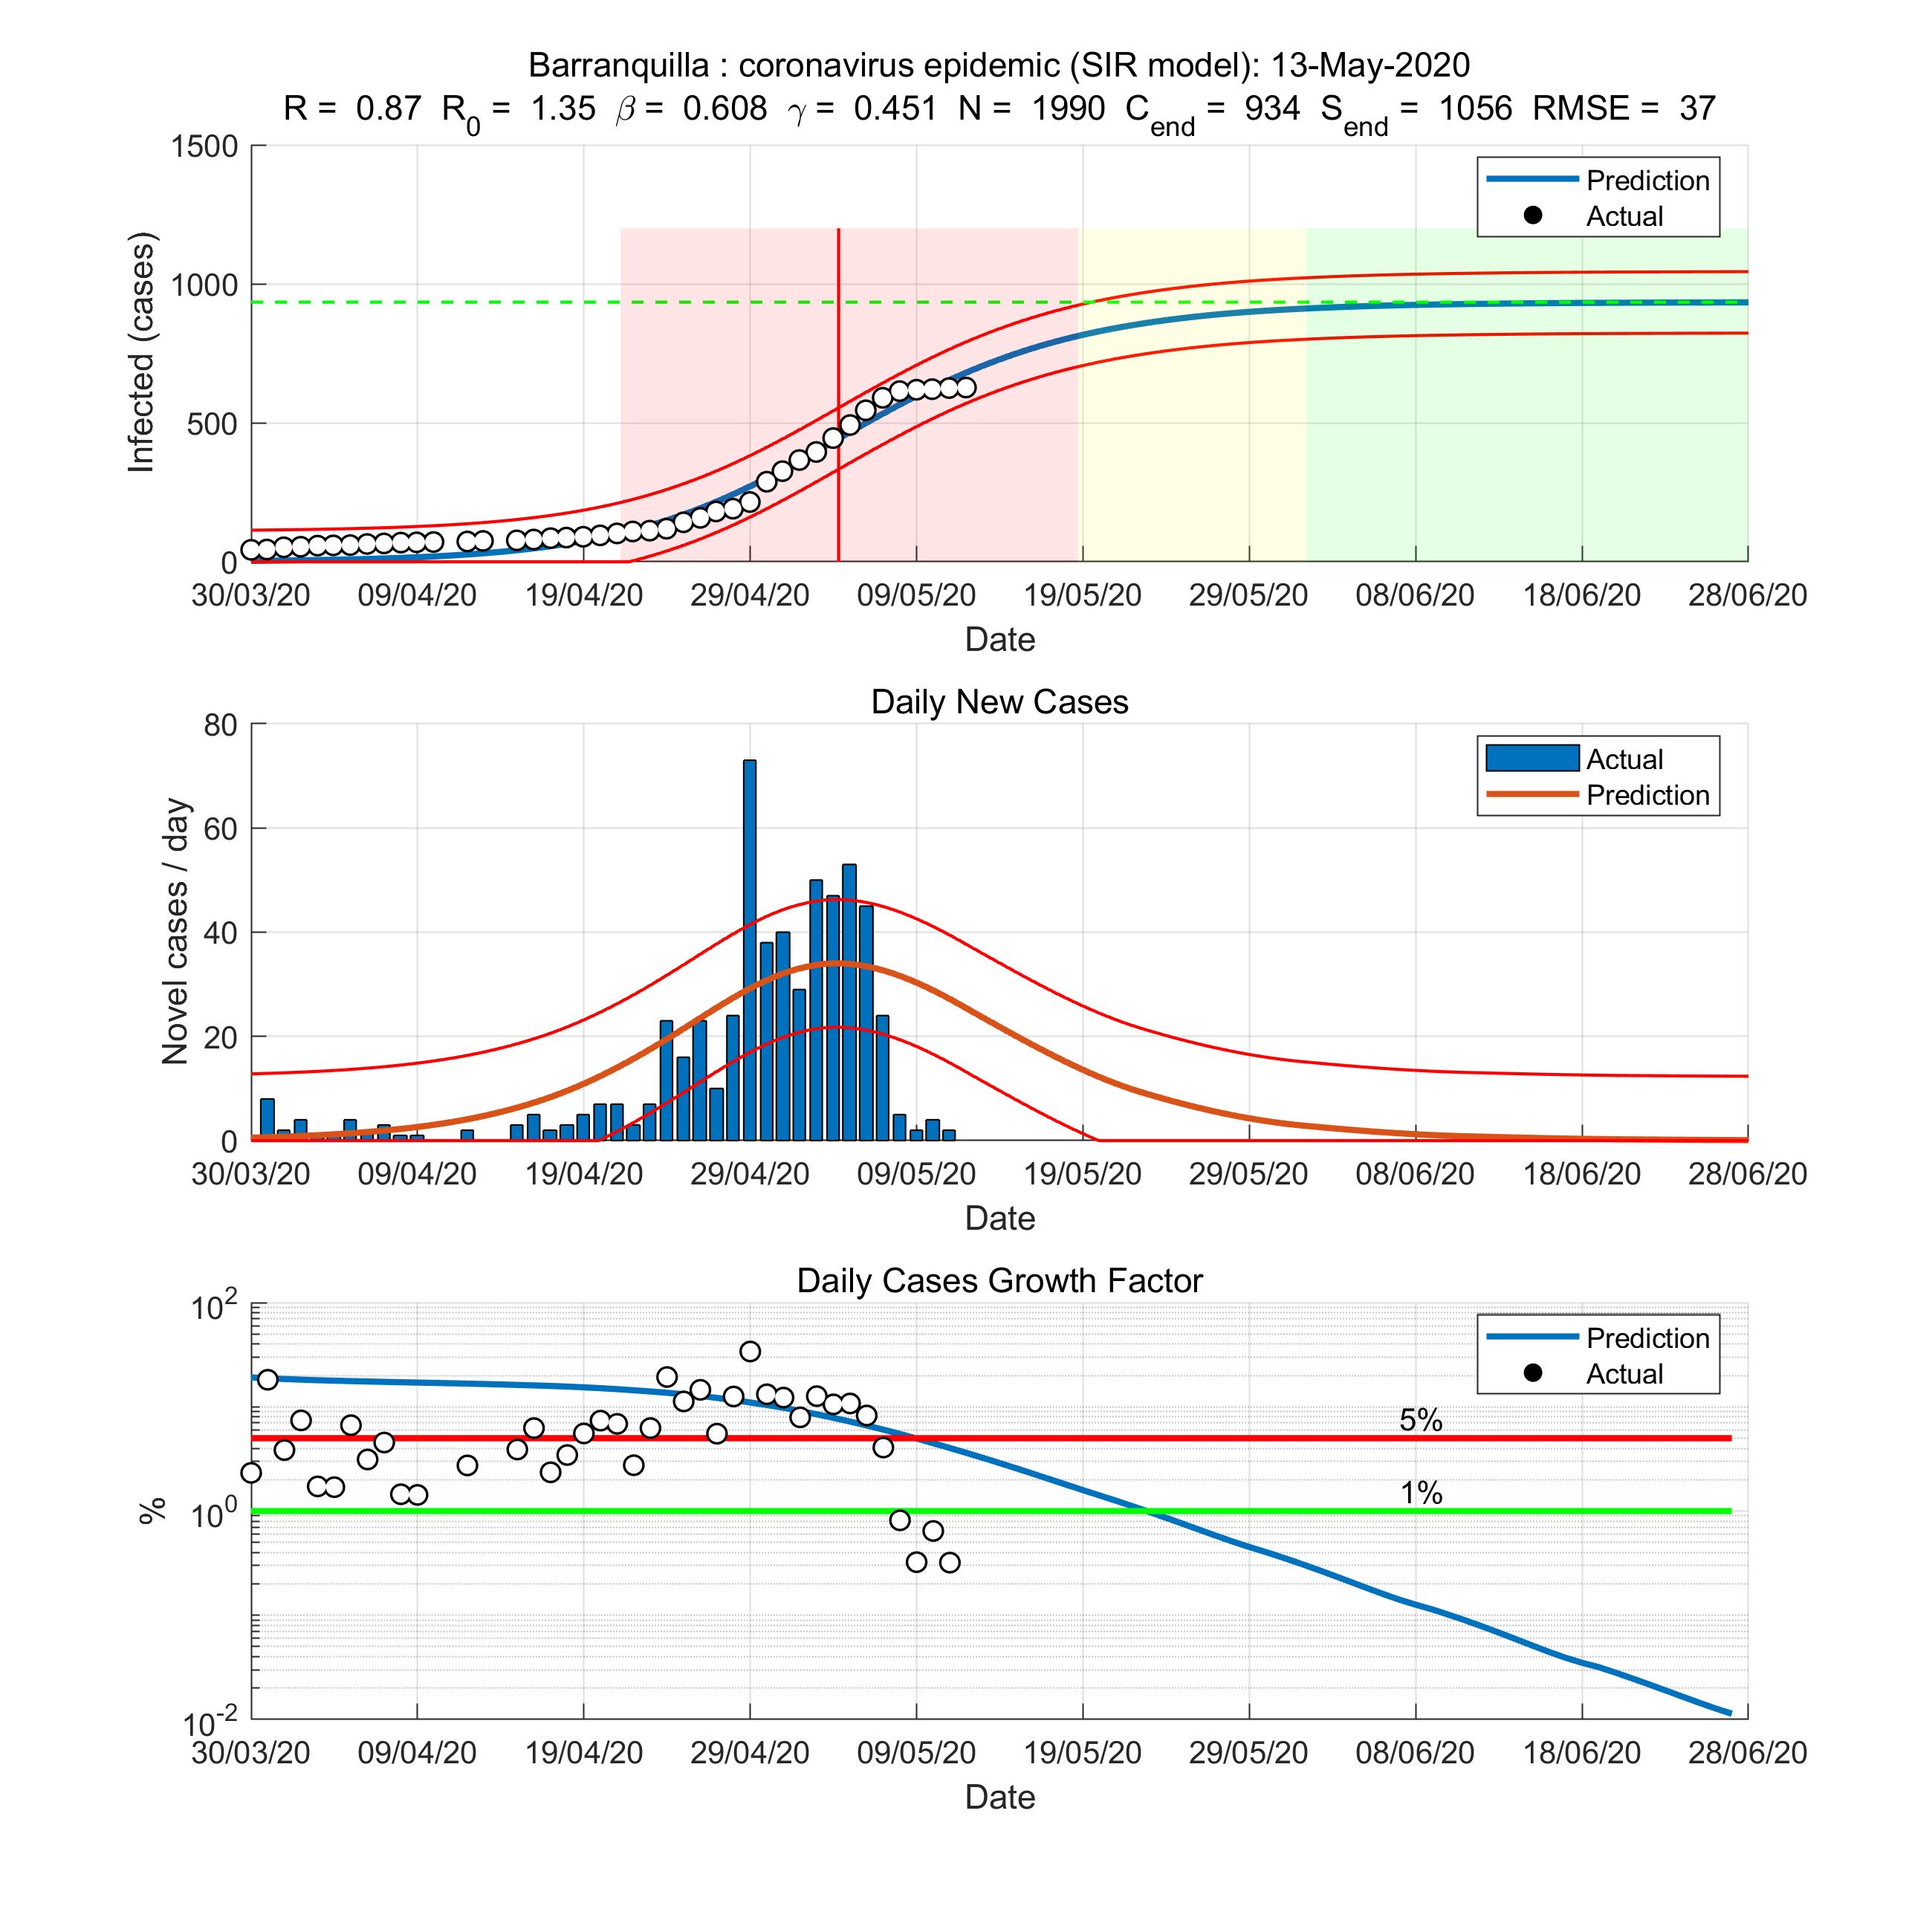 Barranquilla : coronavirus epidemic (SIR model): 13-May-2020
R = 0.87 R0 = 1.35 β = 0.608 γ = 0.451 N = 1990 Cend = 934 Send = 1056 RMSE = 37
1500
1000
500
0
Infected (cases)
Prediction
Actual
30/03/20 09/04/20 19/04/20 29/04/20 09/05/20 19/05/20 29/05/20 08/06/20 18/06/20 28/06/20
Date
Daily New Cases
80
60
40
20
0
Novel cases / day
Actual
Prediction
30/03/20 09/04/20 19/04/20 29/04/20 09/05/20 19/05/20 29/05/20 08/06/20 18/06/20 28/06/20
Date
Daily Cases Growth Factor
10^2
10^0
10^-2
%
Prediction
Actual
5%
1%
30/03/20 09/04/20 19/04/20 29/04/20 09/05/20 19/05/20 29/05/20 08/06/20 18/06/20 28/06/20
Date